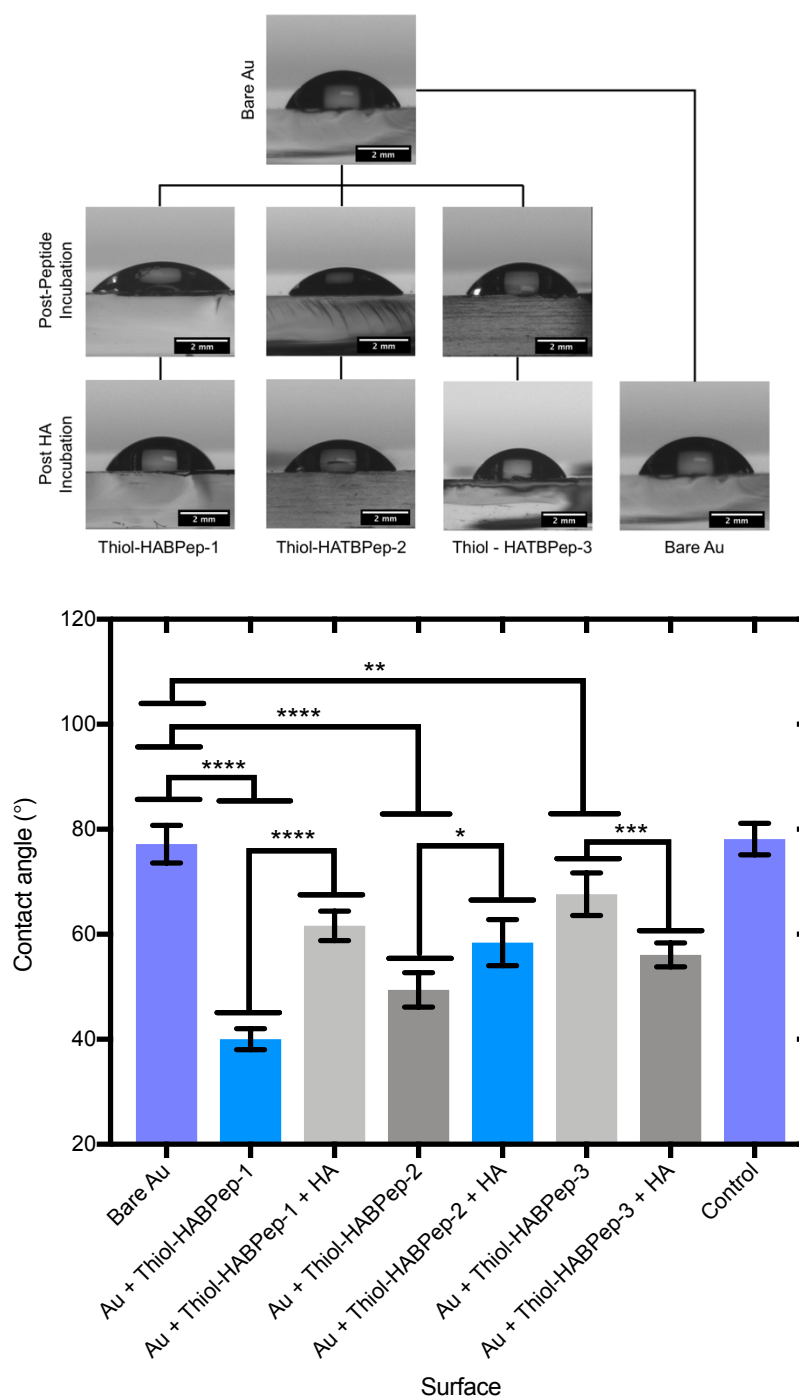 Bare Au
2 mm
Post-Peptide
Incubation
2 mm
2 mm
2 mm
Post HA
Incubation
2 mm
2 mm
2 mm
2 mm
Thiol-HABPep-1
Thiol-HATBPep-2
Thiol - HATBPep-3
Bare Au
120
100
80
60
40
20
Contact angle (°)
**
****
****
****
*
***
Bare Au
Au + Thiol-HABPep-1
Au + Thiol-HABPep-1 + HA
Au + Thiol-HABPep-2
Au + Thiol-HABPep-2 + HA
Au + Thiol-HABPep-3
Au + Thiol-HABPep-3 + HA
Control
Surface